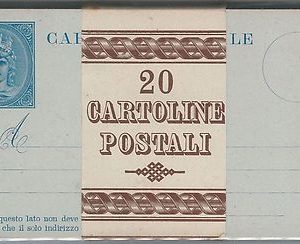 CA LE
20
CARTOLINE
POSTALI
A
questo lato non deve
che il solo indirizzo